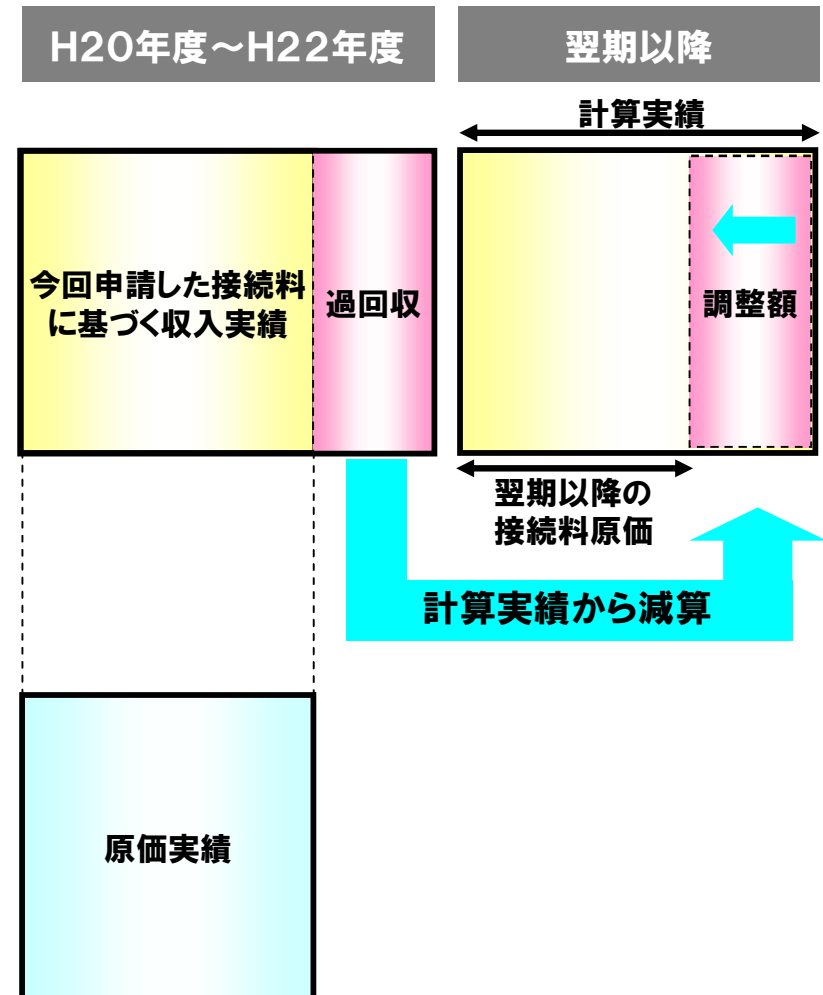 H20年度～H22年度
翌期以降
計算実績
今回申請した接続料
に基づく収入実績
過回収
調整額
翌期以降の
接続料原価
計算実績から減算
原価実績